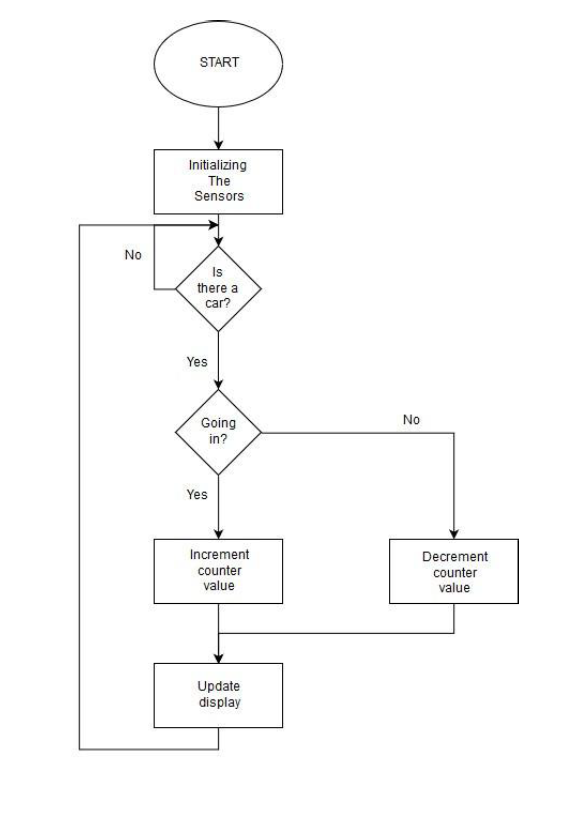 START
Initializing
The
Sensors
No
Is
there a
car?
Yes
Going
in?
No
Yes
Increment
counter
value
Decrement
counter
value
Update
display